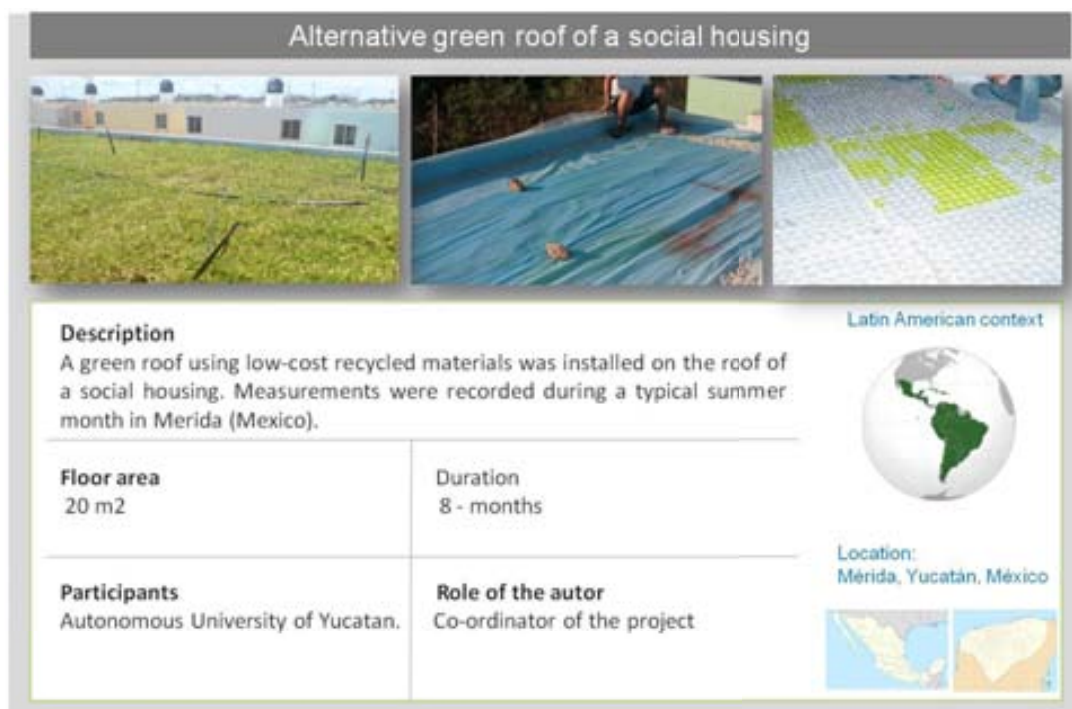 Alternative green roof of a social housing
Description
A green roof using low-cost recycled materials was installed on the roof of
a social housing. Measurements were recorded during a typical summer
month in Merida (Mexico).
Floor area
20 m2
Duration
8 - months
Participants
Autonomous University of Yucatan.
Role of the autor
Co-ordinator of the project
Latin American context
Location:
Mérida, Yucatán, México